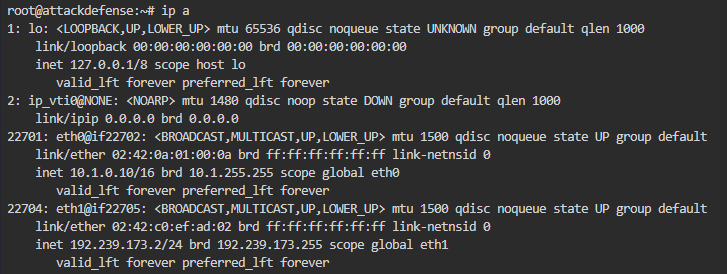 root@attackdefense:~# ip a
1: lo: <LOOPBACK,UP,LOWER_UP> mtu 65536 qdisc noqueue state UNKNOWN group default qlen 1000
    link/loopback 00:00:00:00:00:00 brd 00:00:00:00:00:00
    inet 127.0.0.1/8 scope host lo
       valid_lft forever preferred_lft forever
2: ip_vti0@NONE: <NOARP> mtu 1480 qdisc noop state DOWN group default qlen 1000
    link/ipip 0.0.0.0 brd 0.0.0.0
22701: eth0@if22702: <BROADCAST,MULTICAST,UP,LOWER_UP> mtu 1500 qdisc noqueue state UP group default
    link/ether 02:42:0a:01:00:0a brd ff:ff:ff:ff:ff:ff link-netnsid 0
    inet 10.1.0.10/16 brd 10.1.255.255 scope global eth0
       valid_lft forever preferred_lft forever
22704: eth1@if22705: <BROADCAST,MULTICAST,UP,LOWER_UP> mtu 1500 qdisc noqueue state UP group default
    link/ether 02:42:c0:ef:ad:02 brd ff:ff:ff:ff:ff:ff link-netnsid 0
    inet 192.239.173.2/24 brd 192.239.173.255 scope global eth1
       valid_lft forever preferred_lft forever